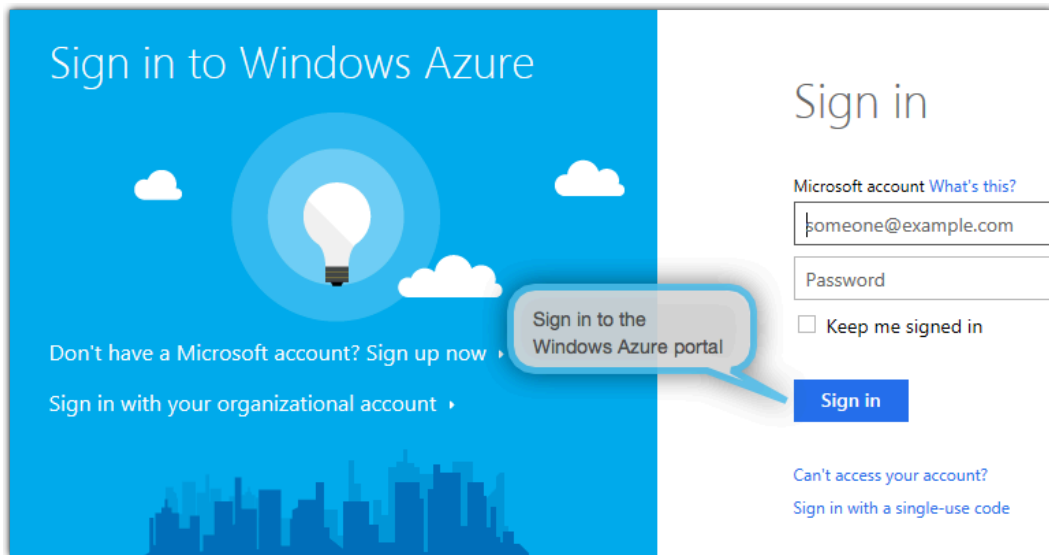 Sign in to Windows Azure
Don't have a Microsoft account? Sign up now
Sign in with your organizational account
Sign in to the
Windows Azure portal
Sign in
Microsoft account What's this?
someone@example.com
Password
Keep me signed in
Sign in
Can't access your account?
Sign in with a single-use code